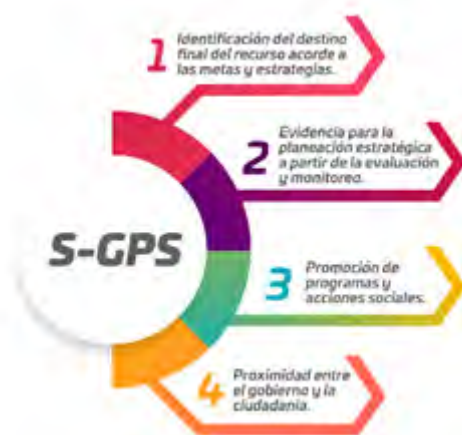 1
Identificación del destino
final del recurso acorde a
las metas y estrategias.
2
Evidencia para la
planeación estratégica
a partir de la evaluación
y monitoreo.
S-GPS
3
Promoción de
programas y
acciones sociales.
4
Proximidad entre
el gobierno y la
ciudadanía.